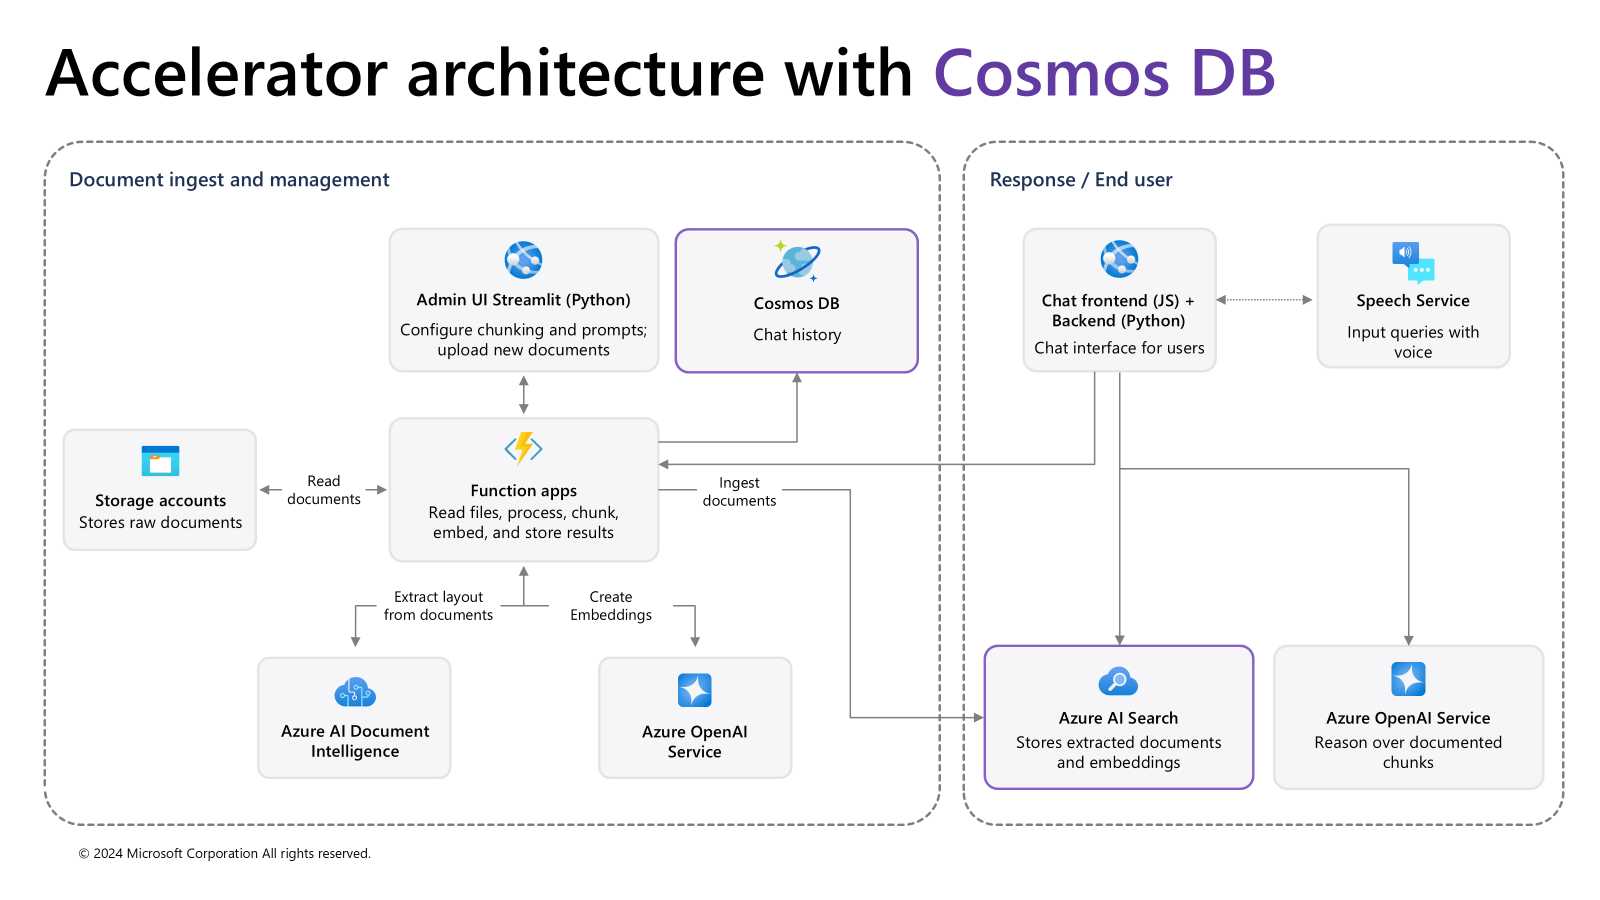 Accelerator architecture with Cosmos DB
Document ingest and management
Admin UI Streamlit (Python)
Configure chunking and prompts;
upload new documents
Cosmos DB
Chat history
Storage accounts
Stores raw documents
Read
documents
Function apps
Read files, process, chunk,
embed, and store results
Ingest
documents
Extract layout
from documents
Create
Embeddings
Azure AI Document
Intelligence
Azure OpenAI
Service
Response / End user
Chat frontend (JS) +
Backend (Python)
Chat interface for users
Speech Service
Input queries with
voice
Azure AI Search
Stores extracted documents
and embeddings
Azure OpenAI Service
Reason over documented
chunks
© 2024 Microsoft Corporation All rights reserved.